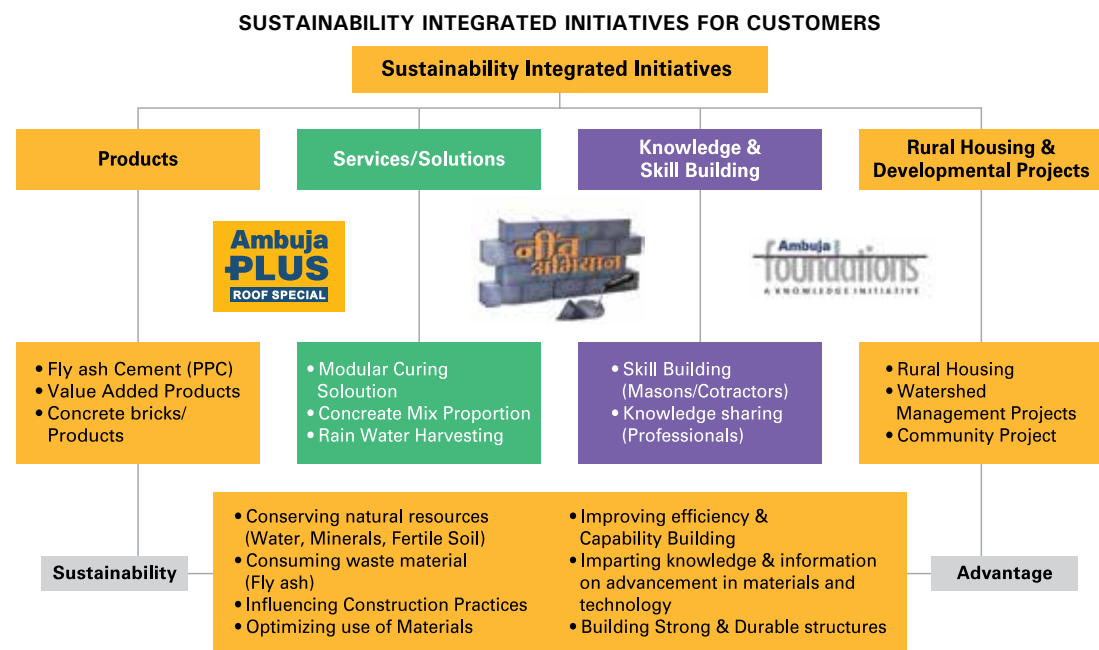 SUSTAINABILITY INTEGRATED INITIATIVES FOR CUSTOMERS
Sustainability Integrated Initiatives
Products
Services/Solutions
Knowledge &
Skill Building
Rural Housing &
Developmental Projects
Ambuja
PLUS
ROOF SPECIAL
नींव
अभियान
Ambuja
foundations
A KNOWLEDGE INITIATIVE
• Fly ash Cement (PPC)
• Value Added Products
• Concrete bricks/
Products
• Modular Curing
Soloution
• Concreate Mix Proportion
• Rain Water Harvesting
• Skill Building
(Masons/Cotractors)
• Knowledge sharing
(Professionals)
• Rural Housing
• Watershed
Management Projects
• Community Project
Sustainability
• Conserving natural resources
(Water, Minerals, Fertile Soil)
• Consuming waste material
(Fly ash)
• Influencing Construction Practices
• Optimizing use of Materials
• Improving efficiency &
Capability Building
• Imparting knowledge & information
on advancement in materials and
technology
• Building Strong & Durable structures
Advantage